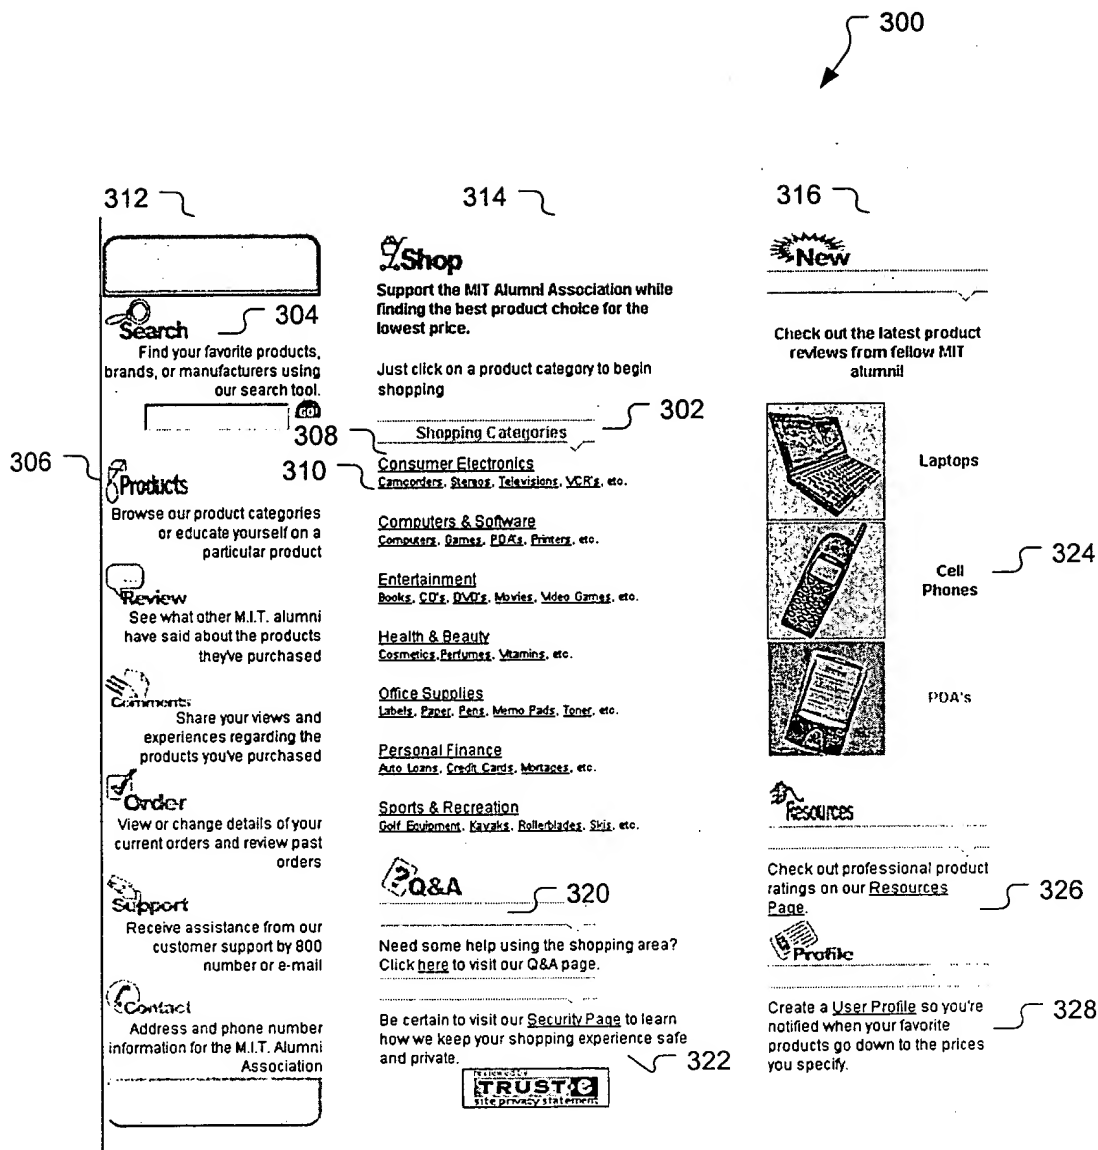 300
312
304
Search
Find your favorite products,
brands, or manufacturers using
our search tool.
GO!
306
Products
Browse our product categories
or educate yourself on a
particular product
Review
See what other M.I.T. alumni
have said about the products
they've purchased
Comments
Share your views and
experiences regarding the
products you've purchased
Order
View or change details of your
current orders and review past
orders
Support
Receive assistance from our
customer support by 800
number or e-mail
Contact
Address and phone number
information for the M.I.T. Alumni
Association
314
Shop
Support the MIT Alumni Association while
finding the best product choice for the
lowest price.
Just click on a product category to begin
shopping
302
Shopping Categories
308
Consumer Electronics
310
Camcorders, Stereos, Televisions, VCR's, etc.
Computers & Software
Computers, Games, PDA's, Printers, etc.
Entertainment
Books, CD's, DVD's, Movies, Video Games, etc.
Health & Beauty
Cosmetics,Perfumes, Vitamins, etc.
Office Supplies
Labels, Paper, Pens, Memo Pads, Toner, etc.
Personal Finance
Auto Loans, Credit Cards, Mortages, etc.
Sports & Recreation
Golf Equipment, Kayaks, Rollerblades, Skis, etc.
?Q&A
320
Need some help using the shopping area?
Click here to visit our Q&A page.
Be certain to visit our Security Page to learn
how we keep your shopping experience safe
and private.
322
reviewed by
TRUSTe
site privacy statement
316
New
Check out the latest product
reviews from fellow MIT
alumni!
Laptops
Cell
Phones
324
PDA's
Resources
Check out professional product
ratings on our Resources
Page.
326
Profile
Create a User Profile so you're
notified when your favorite
products go down to the prices
you specify.
328